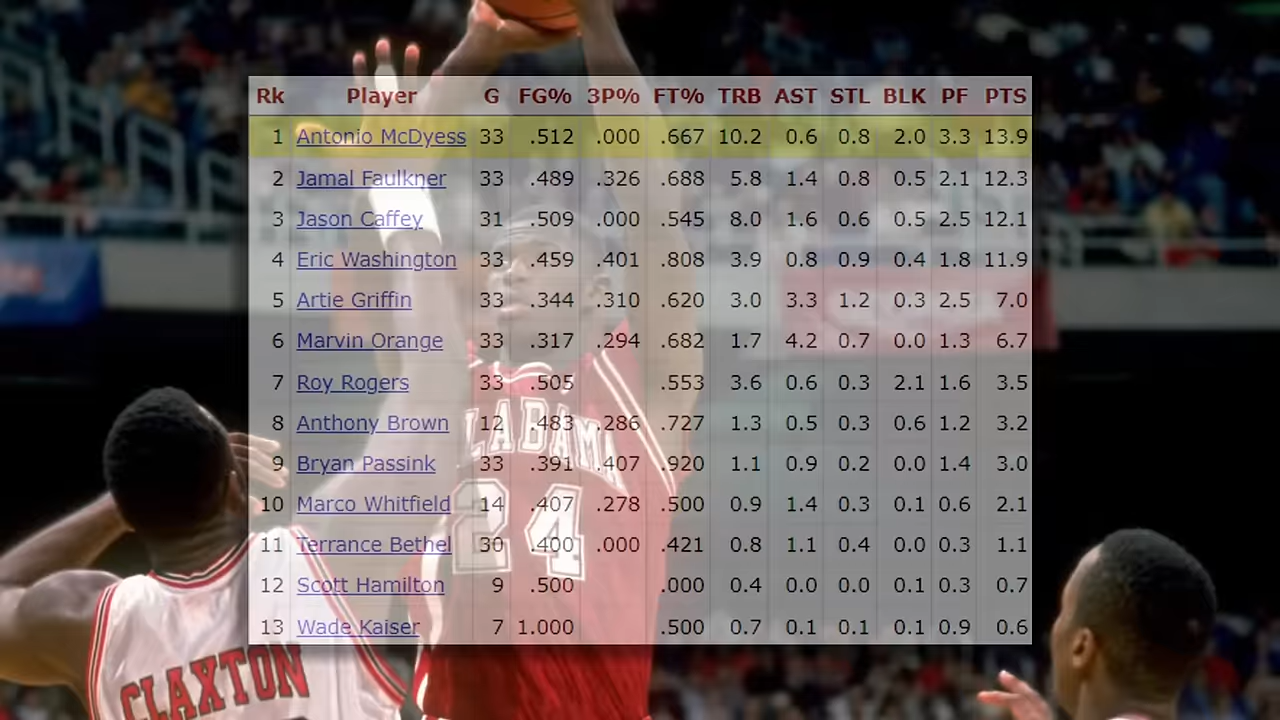 Rk Player G FG% 3P% FT% TRB AST STL BLK PF PTS
1 Antonio McDyess 33 .512 .000 .667 10.2 0.6 0.8 2.0 3.3 13.9
2 Jamal Faulkner 33 .489 .326 .688 5.8 1.4 0.8 0.5 2.1 12.3
3 Jason Caffey 31 .509 .000 .545 8.0 1.6 0.6 0.5 2.5 12.1
4 Eric Washington 33 .459 .401 .808 3.9 0.8 0.9 0.4 1.8 11.9
5 Artie Griffin 33 .344 .310 .620 3.0 3.3 1.2 0.3 2.5 7.0
6 Marvin Orange 33 .317 .294 .682 1.7 4.2 0.7 0.0 1.3 6.7
7 Roy Rogers 33 .505 .553 3.6 0.6 0.3 2.1 1.6 3.5
8 Anthony Brown 12 .483 .286 .727 1.3 0.5 0.3 0.6 1.2 3.2
9 Bryan Passink 33 .391 .407 .920 1.1 0.9 0.2 0.0 1.4 3.0
10 Marco Whitfield 14 .407 .278 .500 0.9 1.4 0.3 0.1 0.6 2.1
11 Terrance Bethel 30 .400 .000 .421 0.8 1.1 0.4 0.0 0.3 1.1
12 Scott Hamilton 9 .500 .000 0.4 0.0 0.0 0.1 0.3 0.7
13 Wade Kaiser 7 1.000 .500 0.7 0.1 0.1 0.1 0.9 0.6
LABAMA
24
CLAXTON